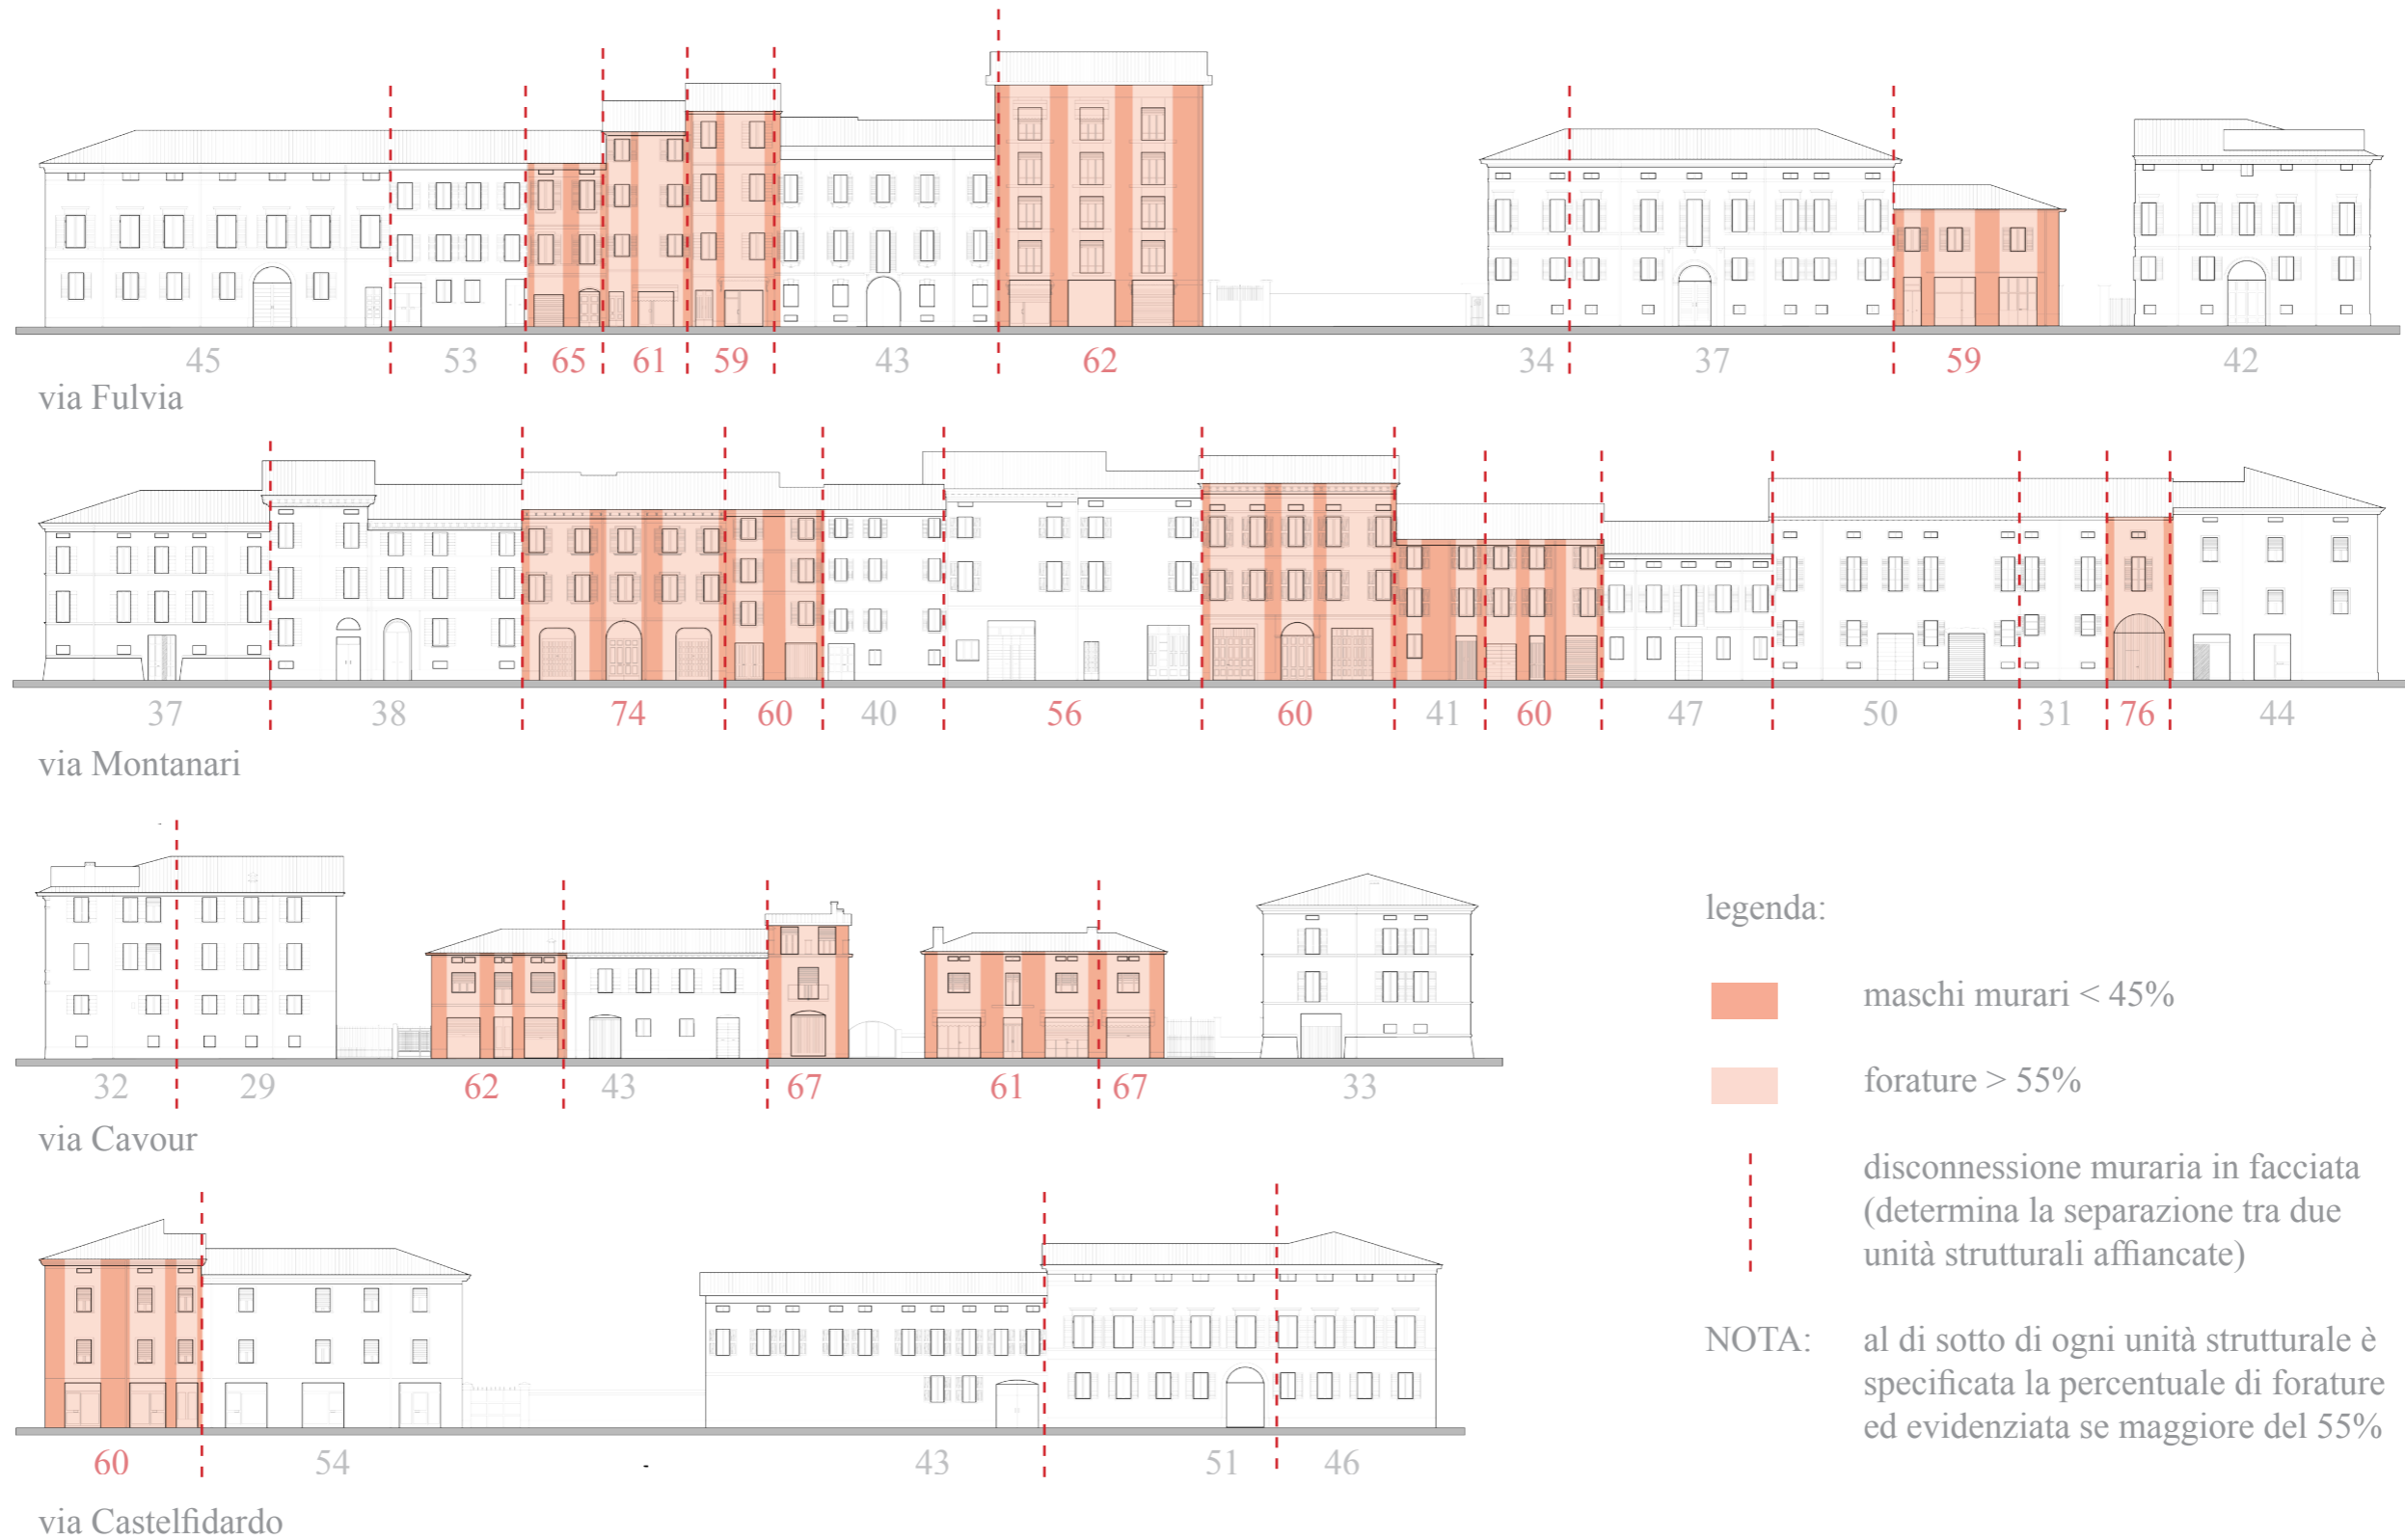 45 53 65 61 59 43 62 34 37 59 42
via Fulvia
37 38 74 60 40 56 60 41 60 47 50 31 76 44
via Montanari
32 29 62 43 67 61 67 33
via Cavour
60 54 43 51 46
via Castelfidardo
legenda:
maschi murari < 45%
forature > 55%
disconnessione muraria in facciata
(determina la separazione tra due
unità strutturali affiancate)
NOTA: al di sotto di ogni unità strutturale è
specificata la percentuale di forature
ed evidenziata se maggiore del 55%